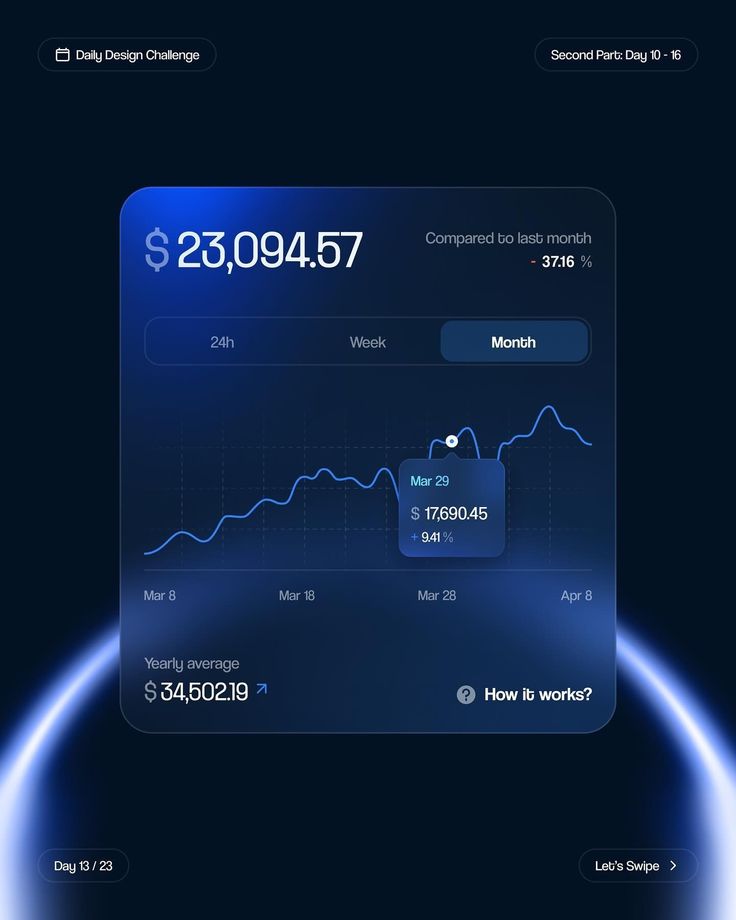 Daily Design Challenge
Second Part: Day 10 - 16
$ 23,094.57
Compared to last month
- 37.16 %
24h
Week
Month
Mar 29
$ 17,690.45
+ 9.41 %
Mar 8
Mar 18
Mar 28
Apr 8
Yearly average
$ 34,502.19
? How it works?
Day 13 / 23
Let's Swipe